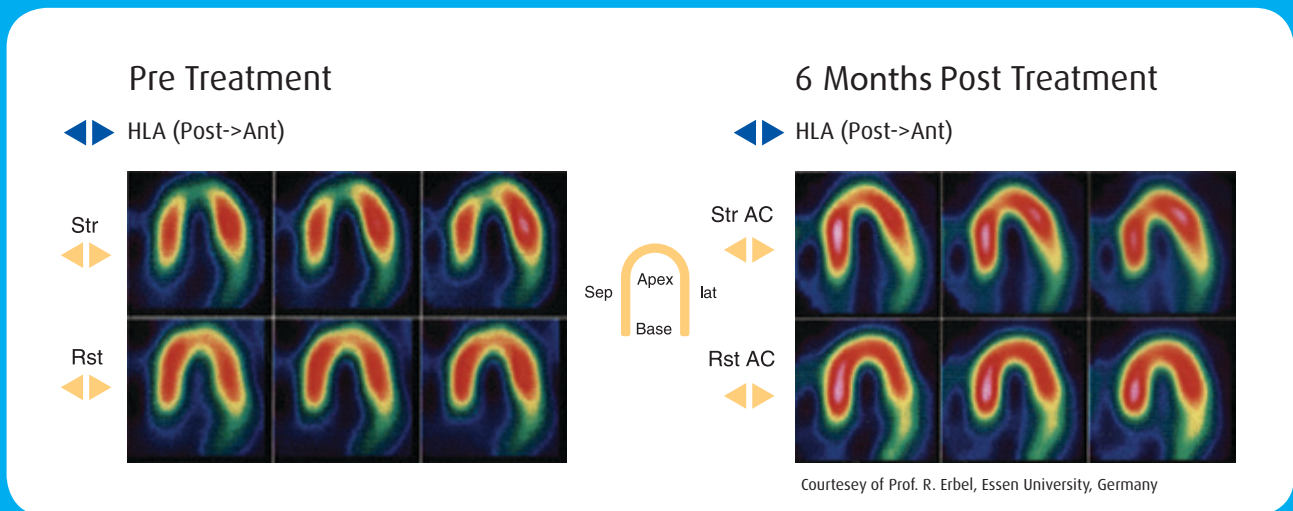 Pre Treatment
HLA (Post->Ant)
Str
Rst
Sep
Apex
lat
Base
6 Months Post Treatment
HLA (Post->Ant)
Str AC
Rst AC
Courtesey of Prof. R. Erbel, Essen University, Germany